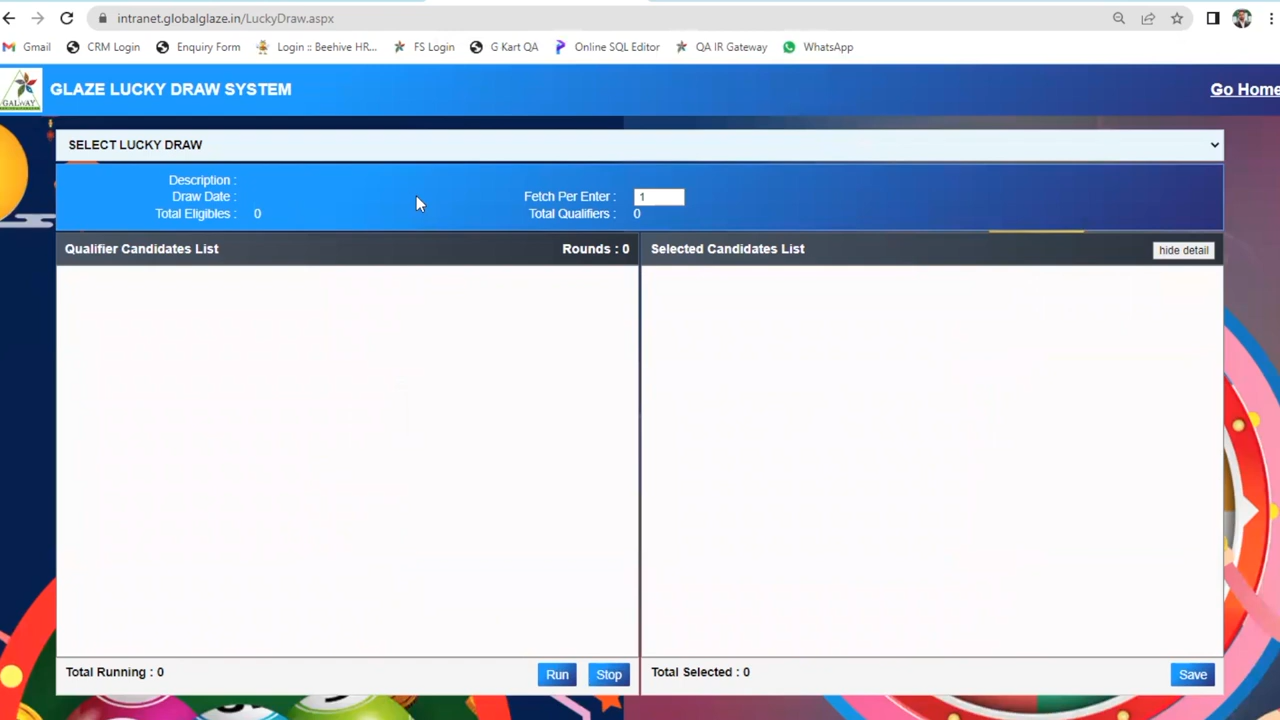 intranet.globalglaze.in/LuckyDraw.aspx
Gmail CRM Login Enquiry Form Login :: Beehive HR... FS Login G Kart QA Online SQL Editor QA IR Gateway WhatsApp
GALWAY
GLAZE LUCKY DRAW SYSTEM
Go Home
SELECT LUCKY DRAW
Description :
Draw Date : Fetch Per Enter : 1
Total Eligibles : 0 Total Qualifiers : 0
Qualifier Candidates List Rounds : 0 Selected Candidates List hide detail
Total Running : 0 Run Stop Total Selected : 0 Save